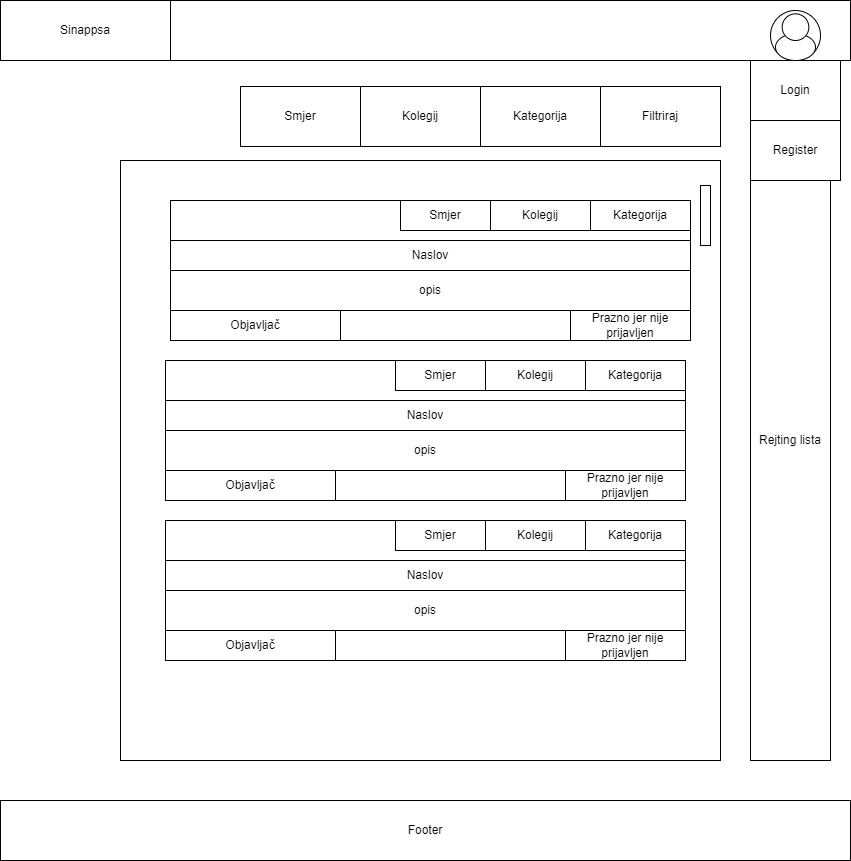 Sinappsa
Login
Smjer
Kolegij
Kategorija
Filtriraj
Register
Smjer
Kolegij
Kategorija
Naslov
opis
Objavljač
Prazno jer nije
prijavljen
Smjer
Kolegij
Kategorija
Naslov
opis
Objavljač
Prazno jer nije
prijavljen
Smjer
Kolegij
Kategorija
Naslov
opis
Objavljač
Prazno jer nije
prijavljen
Rejting lista
Footer